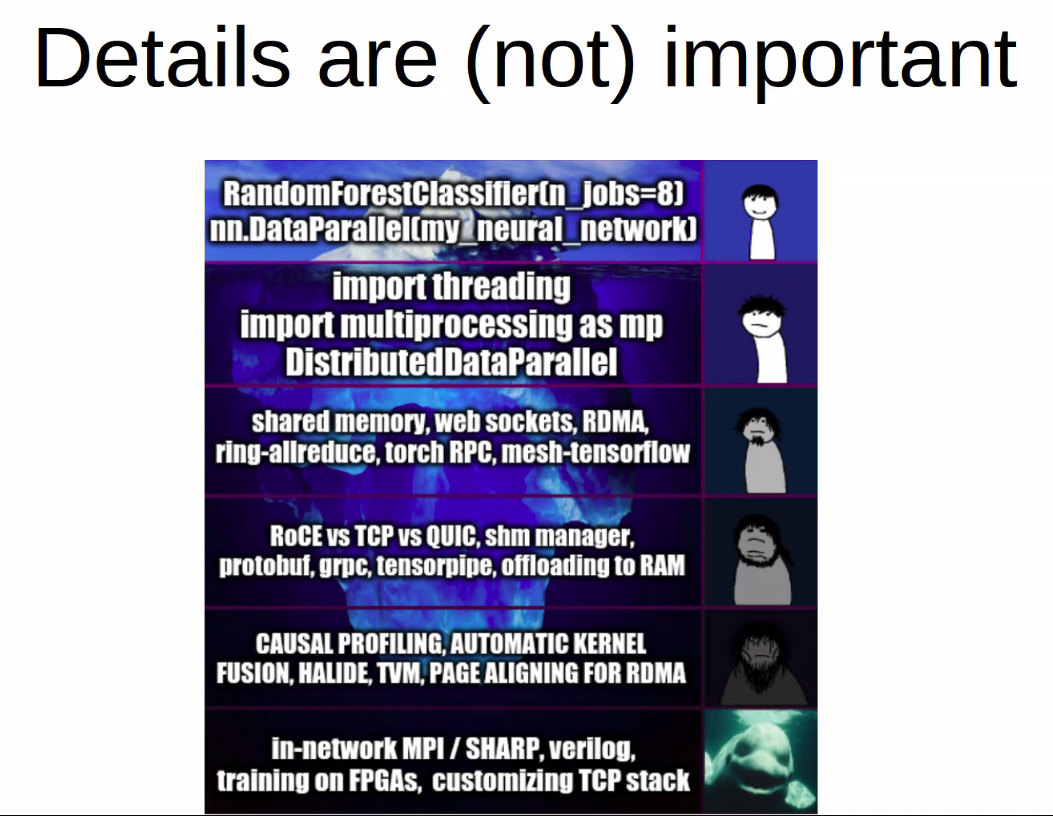 Details are (not) important
RandomForestClassifier(n_jobs=8)
nn.DataParallel(my_neural_network)
import threading
import multiprocessing as mp
DistributedDataParallel
shared memory, web sockets, RDMA,
ring-allreduce, torch RPC, mesh-tensorflow
RoCE vs TCP vs QUIC, shm manager,
protobuf, grpc, tensorpipe, offloading to RAM
CAUSAL PROFILING, AUTOMATIC KERNEL
FUSION, HALIDE, TVM, PAGE ALIGNING FOR RDMA
in-network MPI / SHARP, verilog,
training on FPGAs, customizing TCP stack